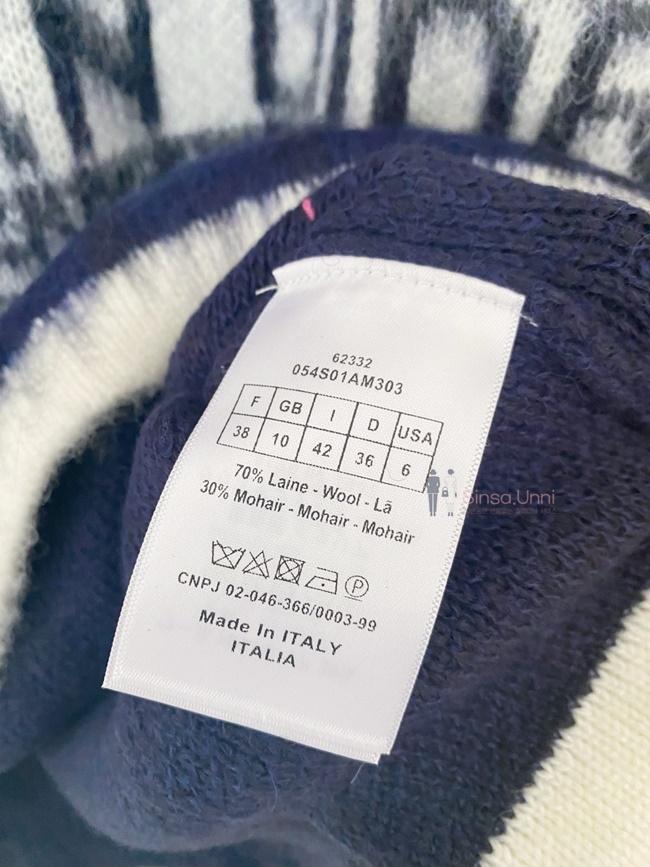 62332
054S01AM303
F GB I D USA
38 10 42 36 6
70% Laine - Wool - Lã
30% Mohair - Mohair - Mohair
CNPJ 02-046-366/0003-99
Made In ITALY
ITALIA
Sinsa.Unni